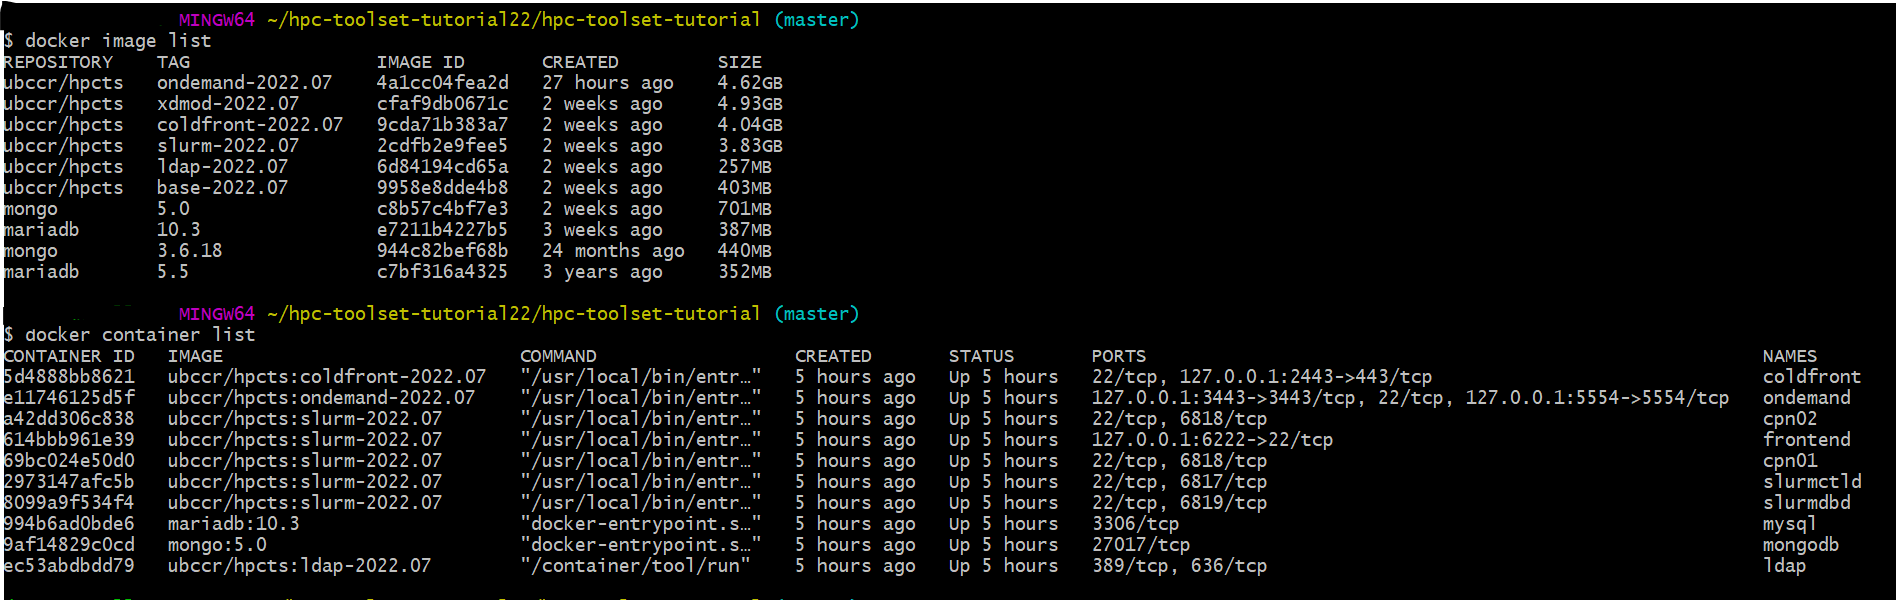 MINGW64 ~/hpc-toolset-tutorial22/hpc-toolset-tutorial (master)
$ docker image list
REPOSITORY    TAG                 IMAGE ID       CREATED         SIZE
ubccr/hpcts   ondemand-2022.07    4a1cc04fea2d   27 hours ago    4.62GB
ubccr/hpcts   xdmod-2022.07       cfaf9db0671c   2 weeks ago     4.93GB
ubccr/hpcts   coldfront-2022.07   9cda71b383a7   2 weeks ago     4.04GB
ubccr/hpcts   slurm-2022.07       2cdfb2e9fee5   2 weeks ago     3.83GB
ubccr/hpcts   ldap-2022.07        6d84194cd65a   2 weeks ago     257MB
ubccr/hpcts   base-2022.07        9958e8dde4b8   2 weeks ago     403MB
mongo         5.0                 c8b57c4bf7e3   2 weeks ago     701MB
mariadb       10.3                e7211b4227b5   3 weeks ago     387MB
mongo         3.6.18              944c82bef68b   24 months ago   440MB
mariadb       5.5                 c7bf316a4325   3 years ago     352MB
MINGW64 ~/hpc-toolset-tutorial22/hpc-toolset-tutorial (master)
$ docker container list
CONTAINER ID   IMAGE                           COMMAND                  CREATED       STATUS       PORTS                                                        NAMES
5d4888bb8621   ubccr/hpcts:coldfront-2022.07   "/usr/local/bin/entr…"   5 hours ago   Up 5 hours   22/tcp, 127.0.0.1:2443->443/tcp                              coldfront
e11746125d5f   ubccr/hpcts:ondemand-2022.07    "/usr/local/bin/entr…"   5 hours ago   Up 5 hours   127.0.0.1:3443->3443/tcp, 22/tcp, 127.0.0.1:5554->5554/tcp   ondemand
a42dd306c838   ubccr/hpcts:slurm-2022.07       "/usr/local/bin/entr…"   5 hours ago   Up 5 hours   22/tcp, 6818/tcp                                             cpn02
614bbb961e39   ubccr/hpcts:slurm-2022.07       "/usr/local/bin/entr…"   5 hours ago   Up 5 hours   127.0.0.1:6222->22/tcp                                       frontend
69bc024e50d0   ubccr/hpcts:slurm-2022.07       "/usr/local/bin/entr…"   5 hours ago   Up 5 hours   22/tcp, 6818/tcp                                             cpn01
2973147afc5b   ubccr/hpcts:slurm-2022.07       "/usr/local/bin/entr…"   5 hours ago   Up 5 hours   22/tcp, 6817/tcp                                             slurmctld
8099a9f534f4   ubccr/hpcts:slurm-2022.07       "/usr/local/bin/entr…"   5 hours ago   Up 5 hours   22/tcp, 6819/tcp                                             slurmdbd
994b6ad0bde6   mariadb:10.3                    "docker-entrypoint.s…"   5 hours ago   Up 5 hours   3306/tcp                                                     mysql
9af14829c0cd   mongo:5.0                       "docker-entrypoint.s…"   5 hours ago   Up 5 hours   27017/tcp                                                    mongodb
ec53abdbdd79   ubccr/hpcts:ldap-2022.07        "/container/tool/run"    5 hours ago   Up 5 hours   389/tcp, 636/tcp                                             ldap